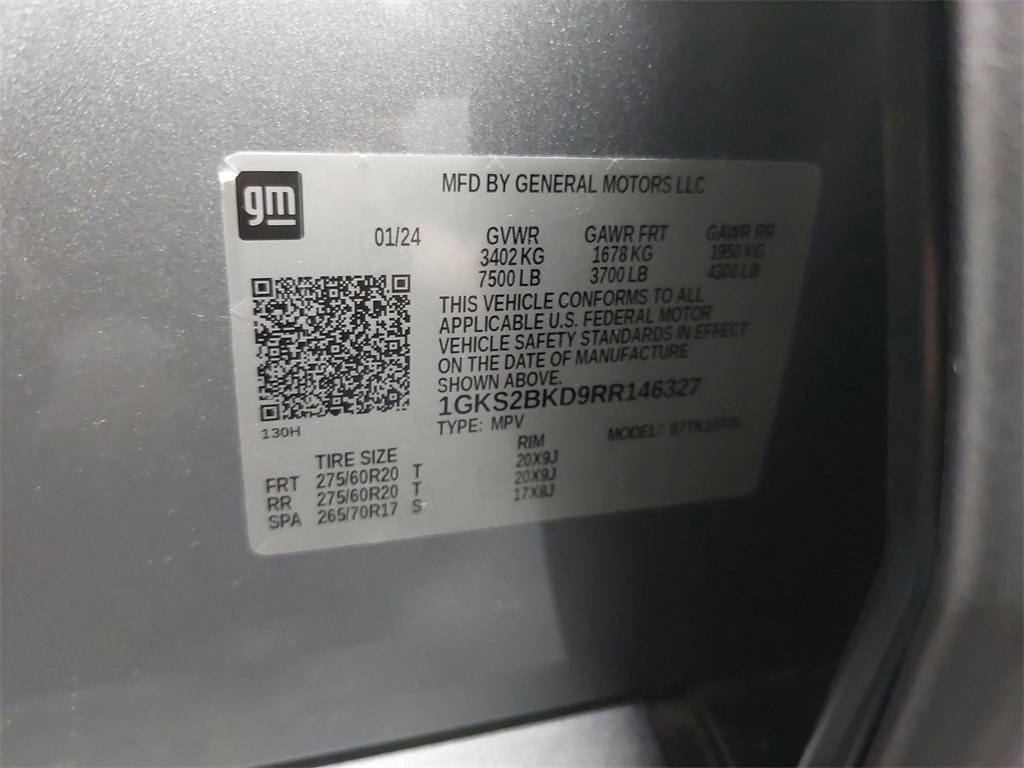 gm
MFD BY GENERAL MOTORS LLC
01/24
GVWR GAWR FRT GAWR RR
3402 KG 1678 KG 1950 KG
7500 LB 3700 LB 4300 LB
THIS VEHICLE CONFORMS TO ALL
APPLICABLE U.S. FEDERAL MOTOR
VEHICLE SAFETY STANDARDS IN EFFECT
ON THE DATE OF MANUFACTURE
SHOWN ABOVE.
1GKS2BKD9RR146327
130H
TYPE: MPV MODEL:
TIRE SIZE RIM
FRT 275/60R20 T 20X9J
RR 275/60R20 T 20X9J
SPA 265/70R17 S 17X8J